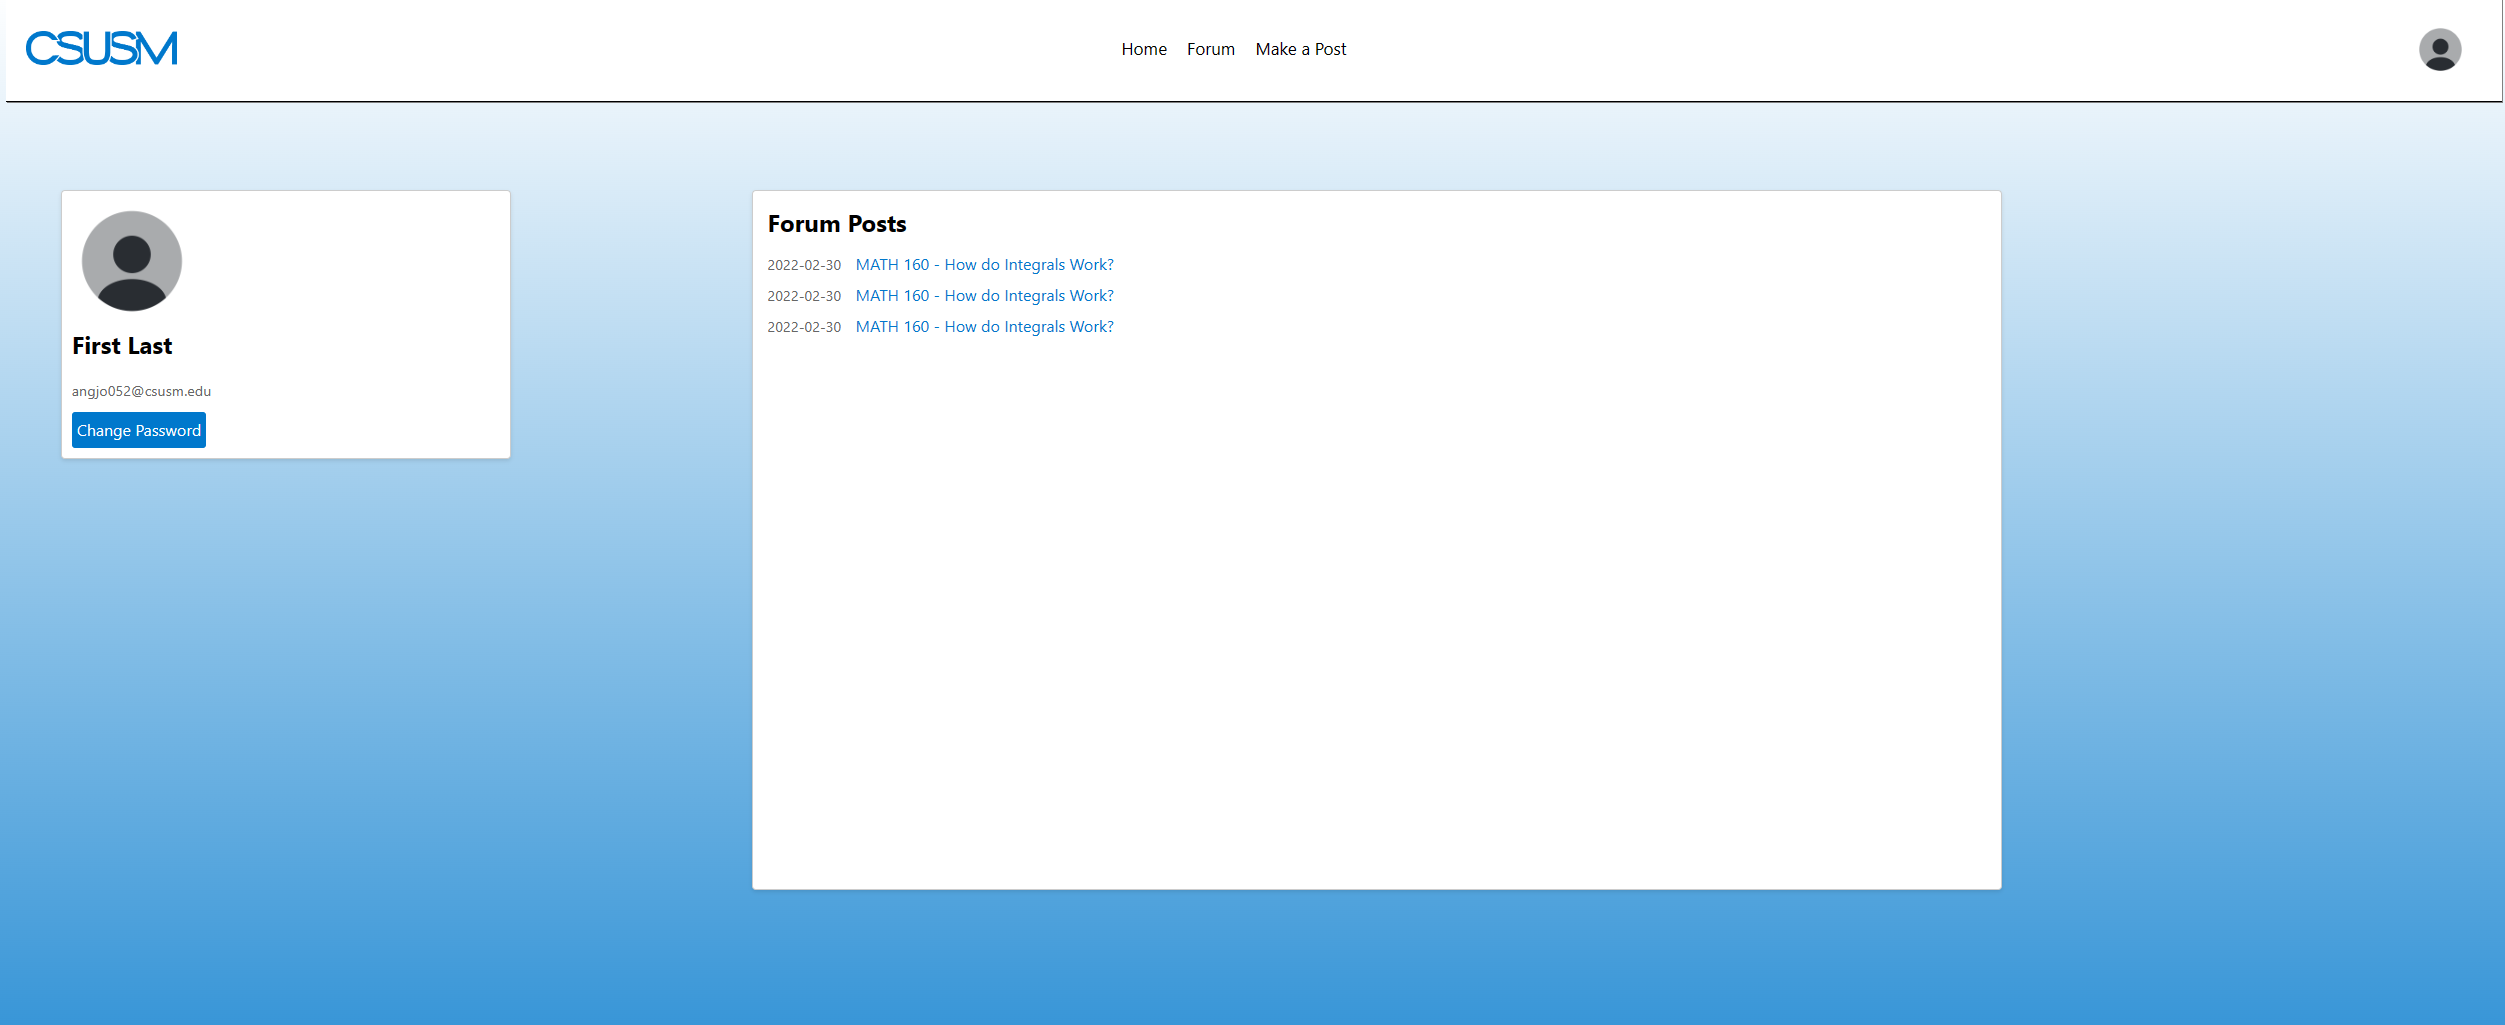 CSUSM
Home Forum Make a Post
First Last
angjo052@csusm.edu
Change Password
Forum Posts
2022-02-30 MATH 160 - How do Integrals Work?
2022-02-30 MATH 160 - How do Integrals Work?
2022-02-30 MATH 160 - How do Integrals Work?